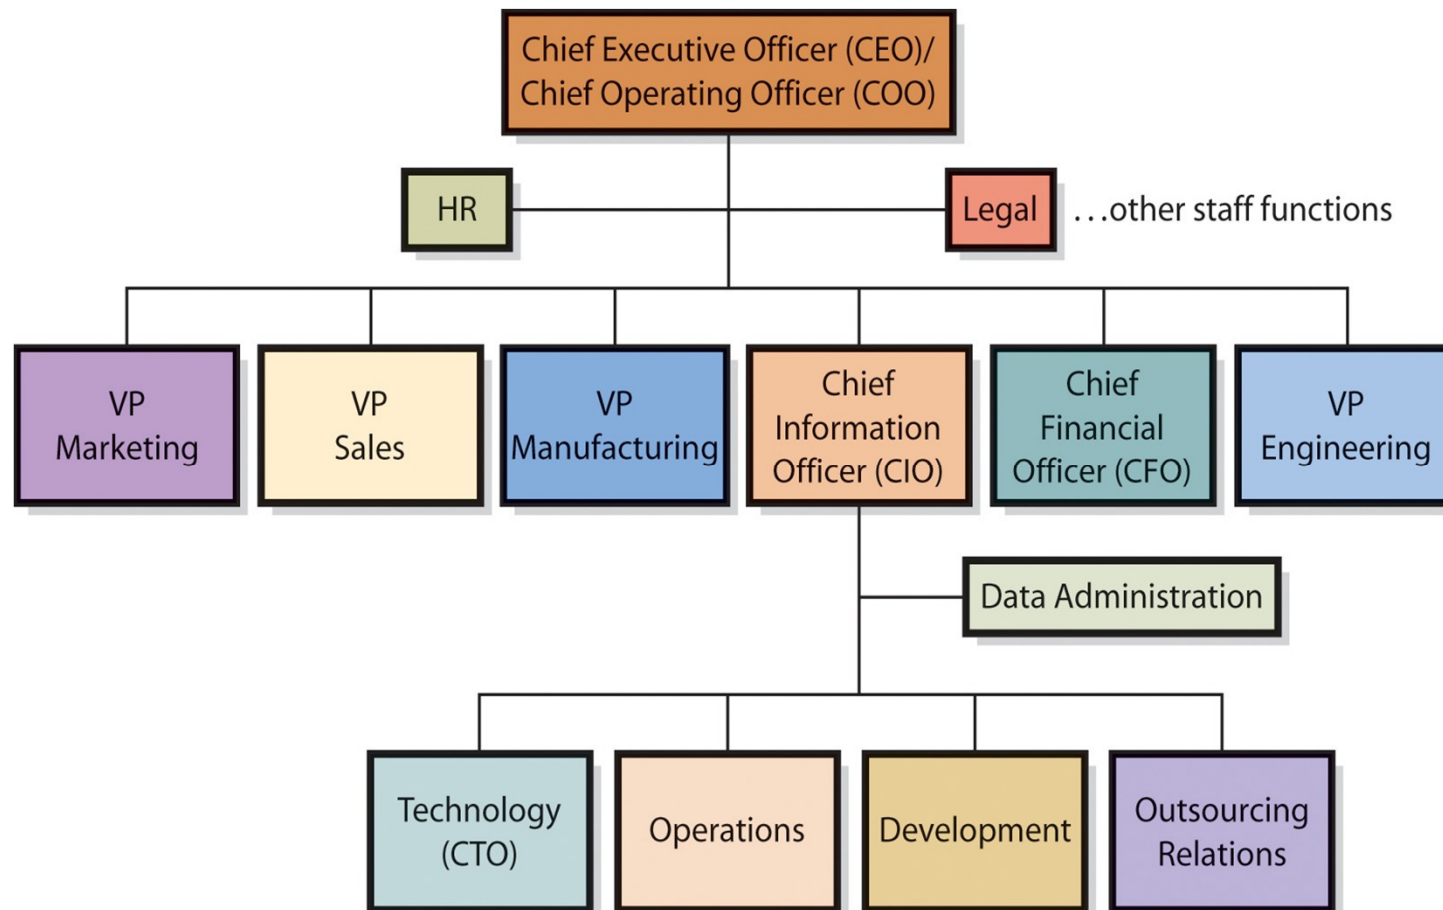 Chief Executive Officer (CEO)/
Chief Operating Officer (COO)
HR
Legal
...other staff functions
VP
Marketing
VP
Sales
VP
Manufacturing
Chief
Information
Officer (CIO)
Chief
Financial
Officer (CFO)
VP
Engineering
Data Administration
Technology
(CTO)
Operations
Development
Outsourcing
Relations